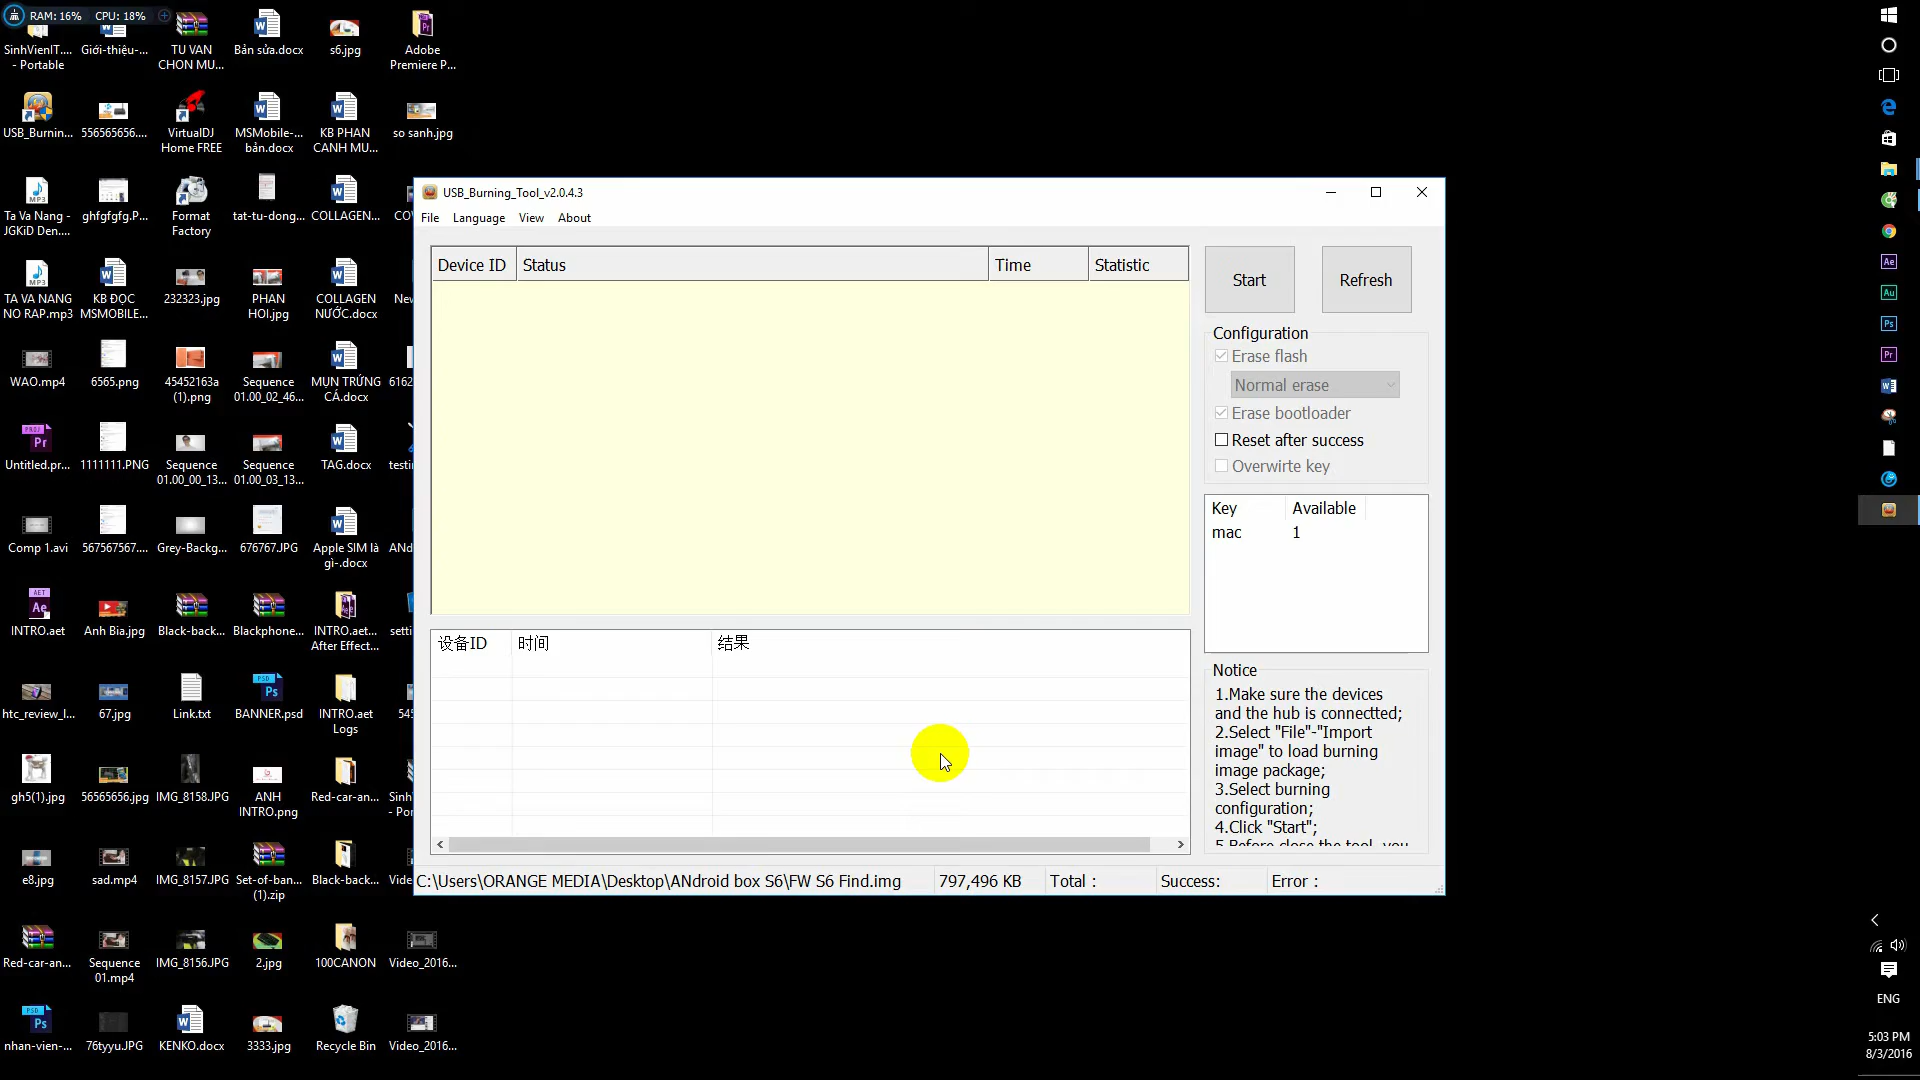 RAM: 16% CPU: 18%
SinhVienIT....
- Portable
Giới-thiệu-...
TU VAN
CHON MU...
Bản sửa.docx
s6.jpg
Adobe
Premiere P...
USB_Burnin...
556565656....
VirtualDJ
Home FREE
MSMobile-...
bản.docx
KB PHAN
CANH MU...
so sanh.jpg
Ta Va Nang -
JGKiD Den....
ghfgfgfg.P...
Format
Factory
tat-tu-dong...
COLLAGEN...
TA VA NANG
NO RAP.mp3
KB ĐỌC
MSMOBILE...
232323.jpg
PHAN
HOI.jpg
COLLAGEN
NƯỚC.docx
WAO.mp4
6565.png
45452163a
(1).png
Sequence
01.00_02_46...
MỤN TRỨNG
CÁ.docx
Untitled.pr...
1111111.PNG
Sequence
01.00_00_13...
Sequence
01.00_03_13...
TAG.docx
Comp 1.avi
567567567....
Grey-Backg...
676767.JPG
Apple SIM là
gì-.docx
INTRO.aet
Anh Bia.jpg
Black-back...
Blackphone...
INTRO.aet...
After Effect...
htc_review_l...
67.jpg
Link.txt
BANNER.psd
INTRO.aet
Logs
gh5(1).jpg
56565656.jpg
IMG_8158.JPG
ANH
INTRO.png
Red-car-an...
e8.jpg
sad.mp4
IMG_8157.JPG
Set-of-ban...
(1).zip
Black-back...
Red-car-an...
Sequence
01.mp4
IMG_8156.JPG
2.jpg
100CANON
Video_2016...
nhan-vien-...
76tyyu.JPG
KENKO.docx
3333.jpg
Recycle Bin
Video_2016...
USB_Burning_Tool_v2.0.4.3
File Language View About
Device ID Status Time Statistic
Start Refresh
Configuration
Erase flash
Normal erase
Erase bootloader
Reset after success
Overwirte key
Key Available
mac 1
设备ID 时间 结果
Notice
1.Make sure the devices
and the hub is connectted;
2.Select "File"-"Import
image" to load burning
image package;
3.Select burning
configuration;
4.Click "Start";
5.Before close the tool, you
C:\Users\ORANGE MEDIA\Desktop\ANdroid box S6\FW S6 Find.img 797,496 KB Total : Success: Error :
ENG
5:03 PM
8/3/2016